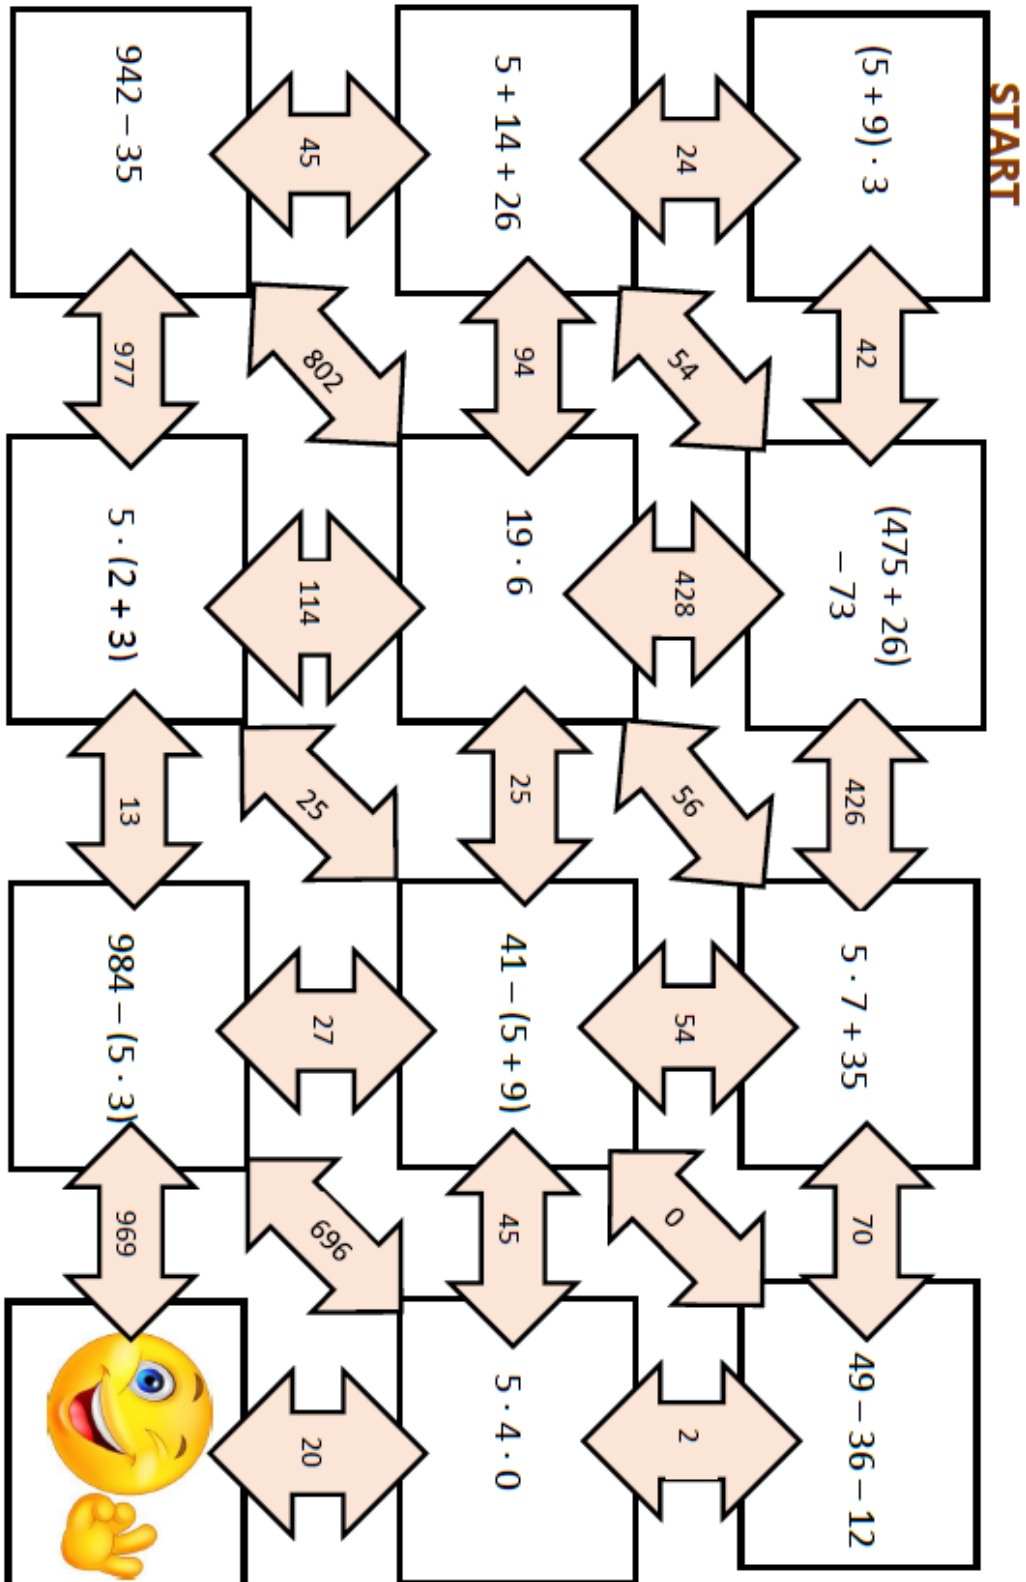 START
(5 + 9) · 3
42
(475 + 26)
− 73
426
5 · 7 + 35
70
49 − 36 − 12
24
54
428
56
54
0
2
5 + 14 + 26
94
19 · 6
25
41 − (5 + 9)
45
5 · 4 · 0
45
802
114
25
27
696
20
942 − 35
977
5 · (2 + 3)
13
984 − (5 · 3)
969